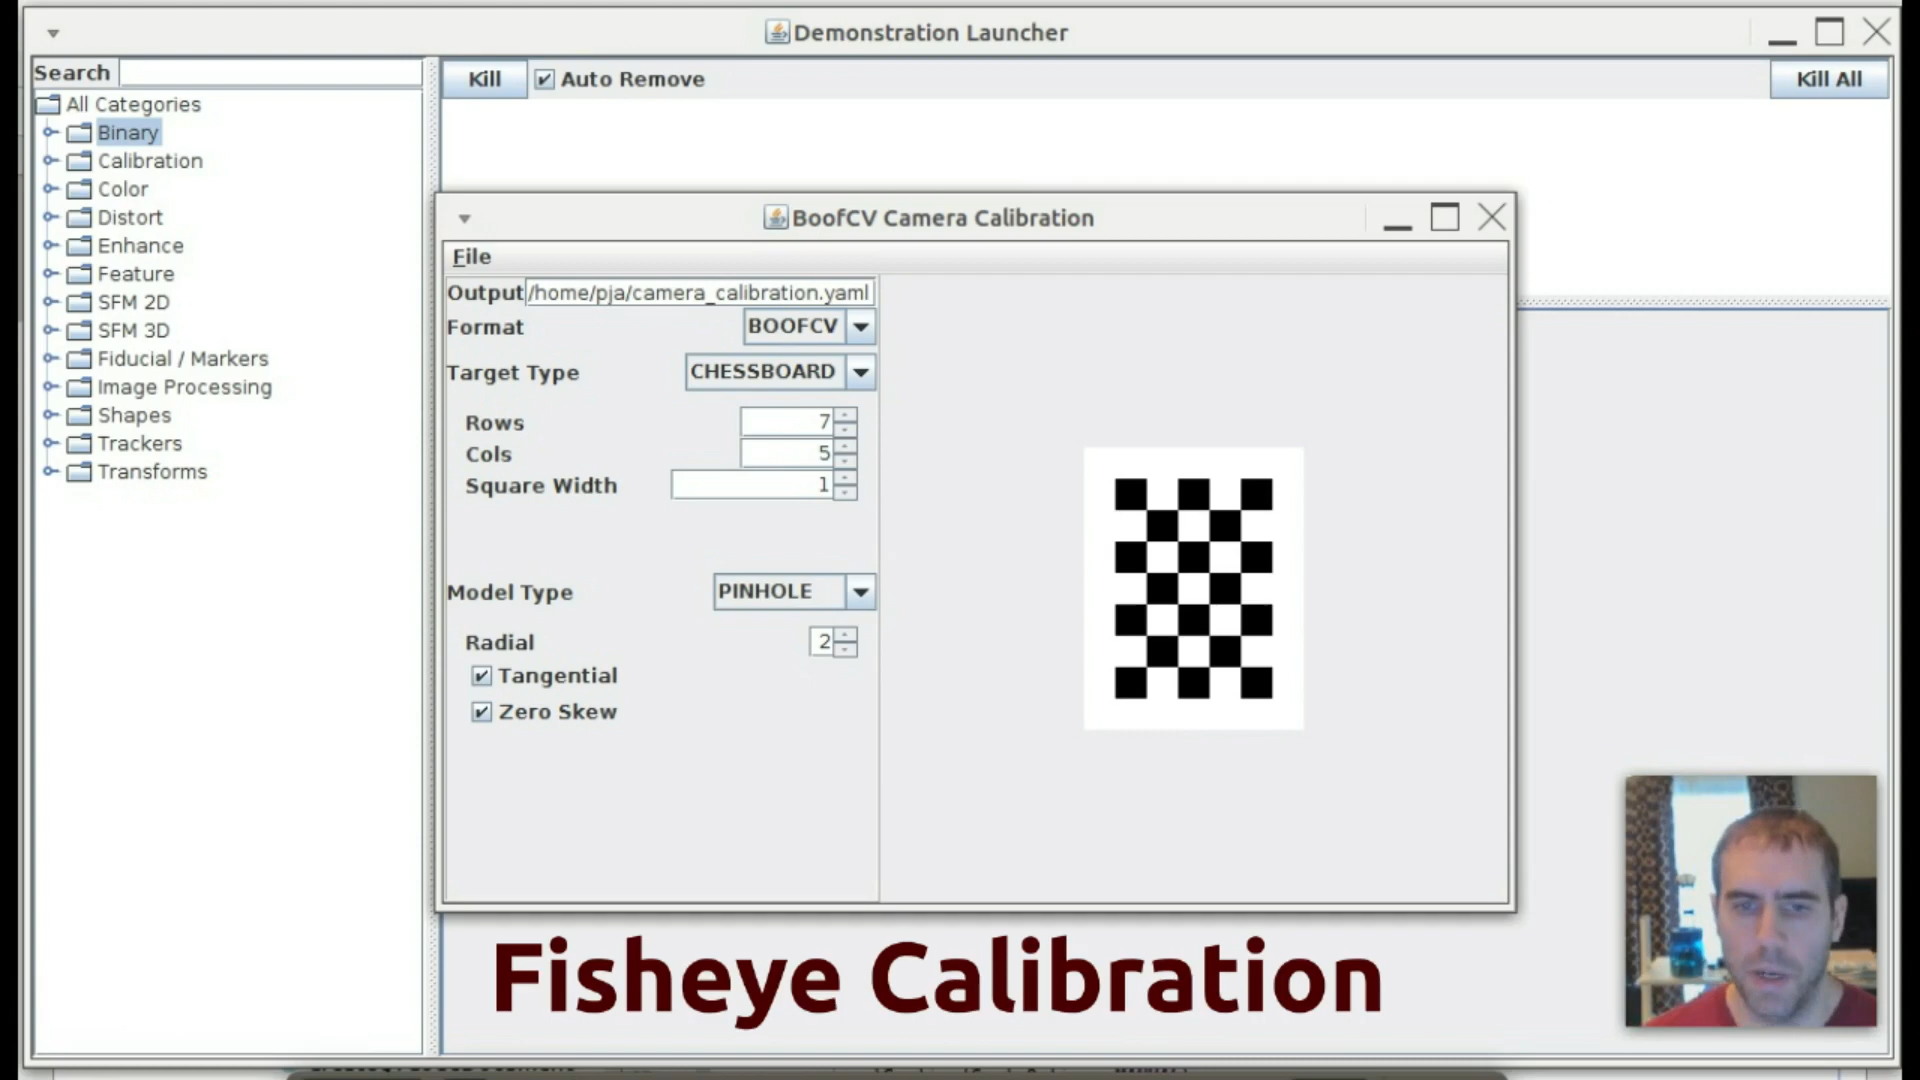 Demonstration Launcher
Search
Kill
Auto Remove
Kill All
All Categories
Binary
Calibration
Color
Distort
Enhance
Feature
SFM 2D
SFM 3D
Fiducial / Markers
Image Processing
Shapes
Trackers
Transforms
BoofCV Camera Calibration
File
Output /home/pja/camera_calibration.yaml
Format BOOFCV
Target Type CHESSBOARD
Rows 7
Cols 5
Square Width 1
Model Type PINHOLE
Radial 2
Tangential
Zero Skew
Fisheye Calibration